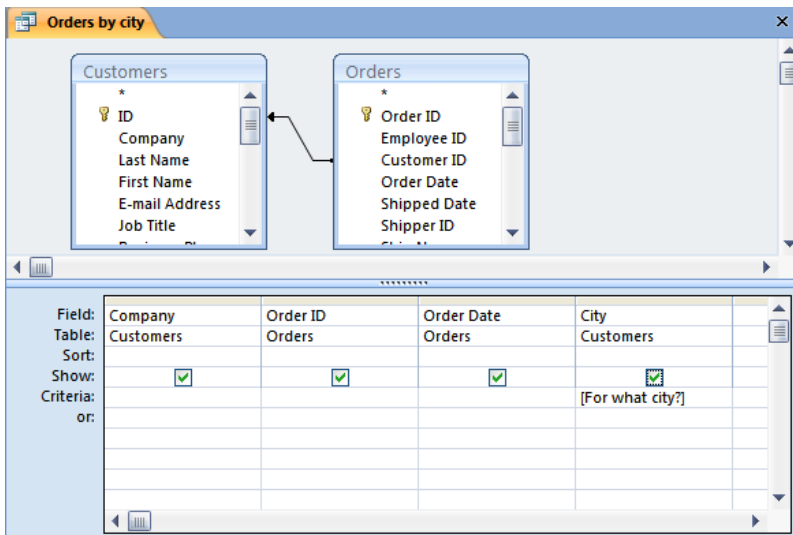 Orders by city
Customers
*
ID
Company
Last Name
First Name
E-mail Address
Job Title
Orders
*
Order ID
Employee ID
Customer ID
Order Date
Shipped Date
Shipper ID
Field: Company Order ID Order Date City
Table: Customers Orders Orders Customers
Sort:
Show:
Criteria: [For what city?]
or: